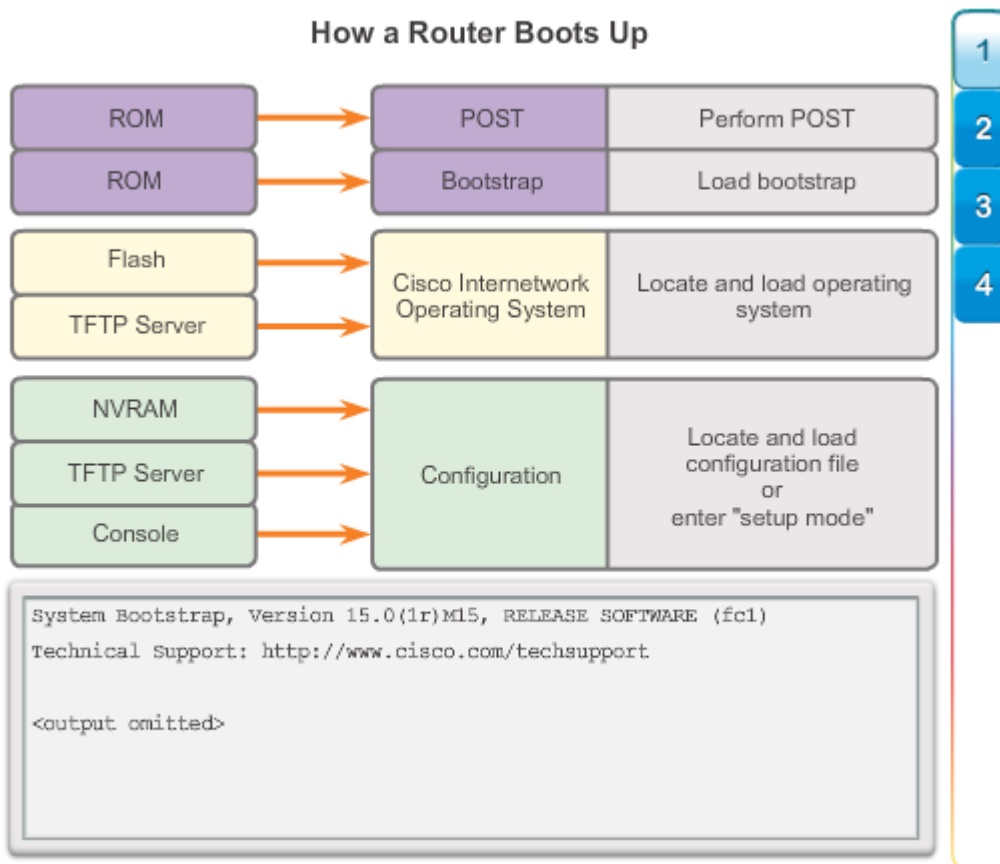 How a Router Boots Up
1
2
3
4
ROM
POST
Perform POST
ROM
Bootstrap
Load bootstrap
Flash
TFTP Server
Cisco Internetwork
Operating System
Locate and load operating
system
NVRAM
TFTP Server
Console
Configuration
Locate and load
configuration file
or
enter "setup mode"
System Bootstrap, Version 15.0(1r)M15, RELEASE SOFTWARE (fc1)
Technical Support: http://www.cisco.com/techsupport
<output omitted>